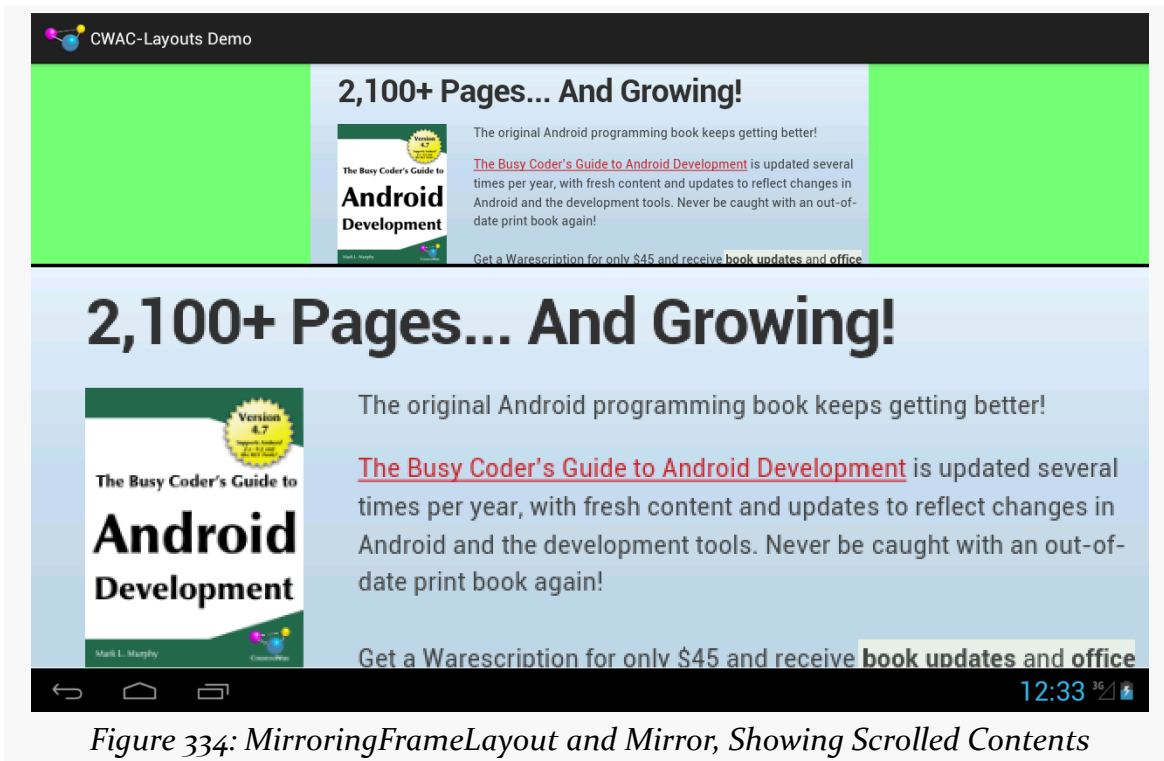 CWAC-Layouts Demo
2,100+ Pages... And Growing!
The original Android programming book keeps getting better!
Version
4.7
The Busy Coder's Guide to
Android
Development
Mark L. Murphy
The Busy Coder's Guide to Android Development is updated several
times per year, with fresh content and updates to reflect changes in
Android and the development tools. Never be caught with an out-of-
date print book again!
Get a Warescription for only $45 and receive book updates and office
2,100+ Pages... And Growing!
The original Android programming book keeps getting better!
Version
4.7
The Busy Coder's Guide to
Android
Development
Mark L. Murphy
CommonsWare
The Busy Coder's Guide to Android Development is updated several
times per year, with fresh content and updates to reflect changes in
Android and the development tools. Never be caught with an out-of-
date print book again!
Get a Warescription for only $45 and receive book updates and office
12:33 3G
Figure 334: MirroringFrameLayout and Mirror, Showing Scrolled Contents